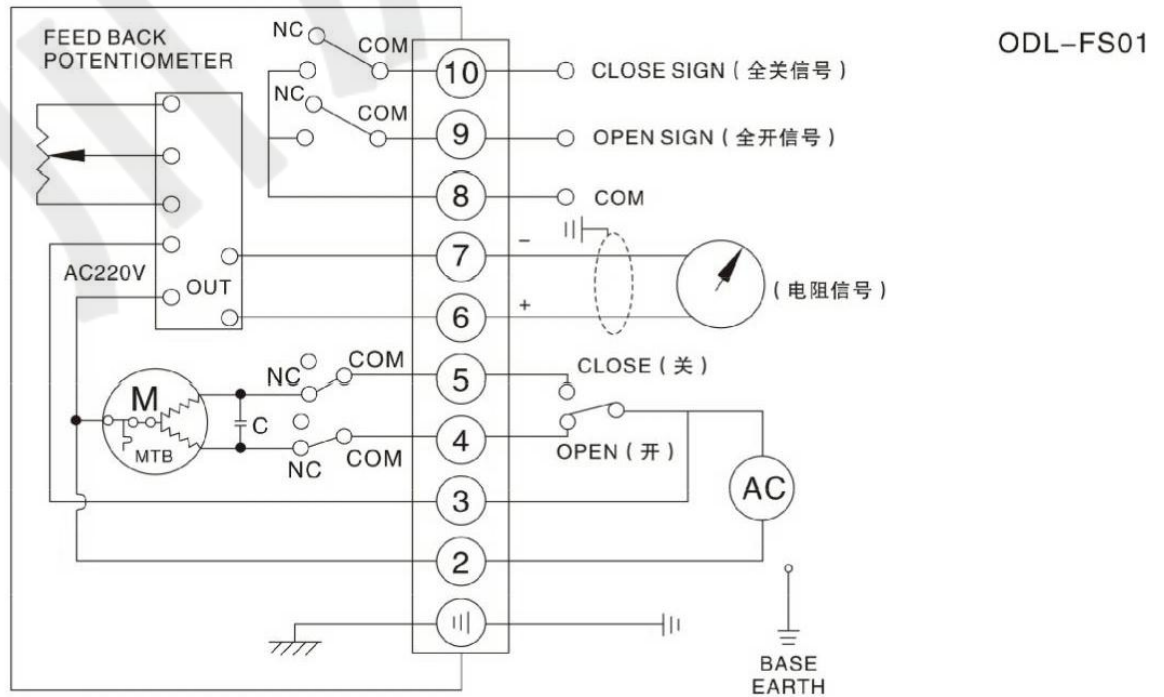 ODL-FS01
FEED BACK
POTENTIOMETER
NC
COM
10
CLOSE SIGN ( 全关信号 )
NC
COM
9
OPEN SIGN ( 全开信号 )
8
COM
7
−
AC220V
OUT
( 电阻信号 )
6
+
NC
COM
5
CLOSE ( 关 )
M
MTB
C
NC
COM
4
OPEN ( 开 )
3
AC
2
BASE
EARTH